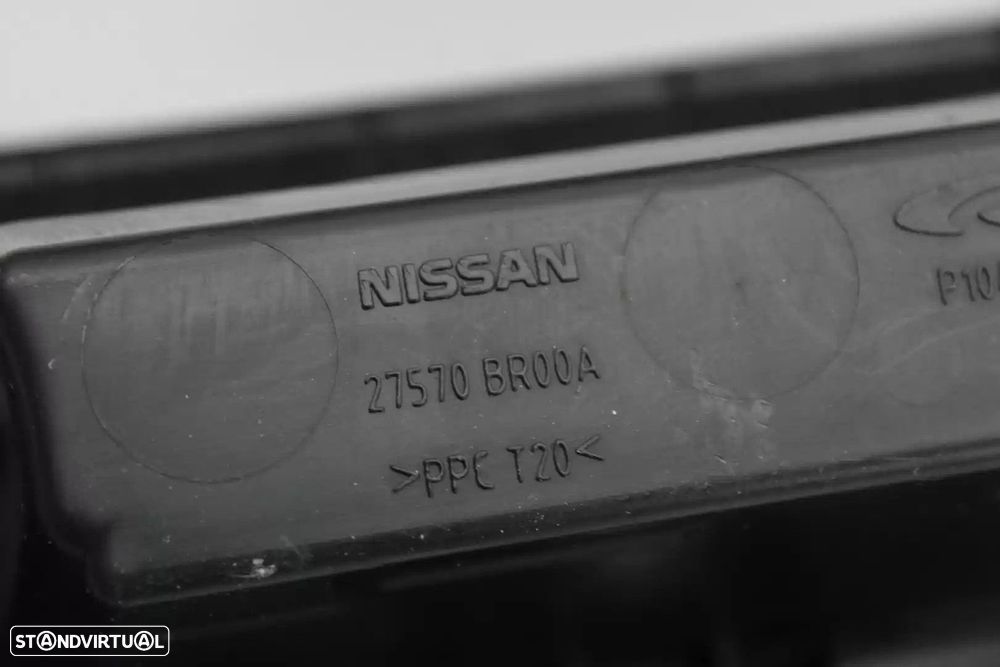 NISSAN
27570 BR00A
>PPC T20<
P10
STANDVIRTUAL